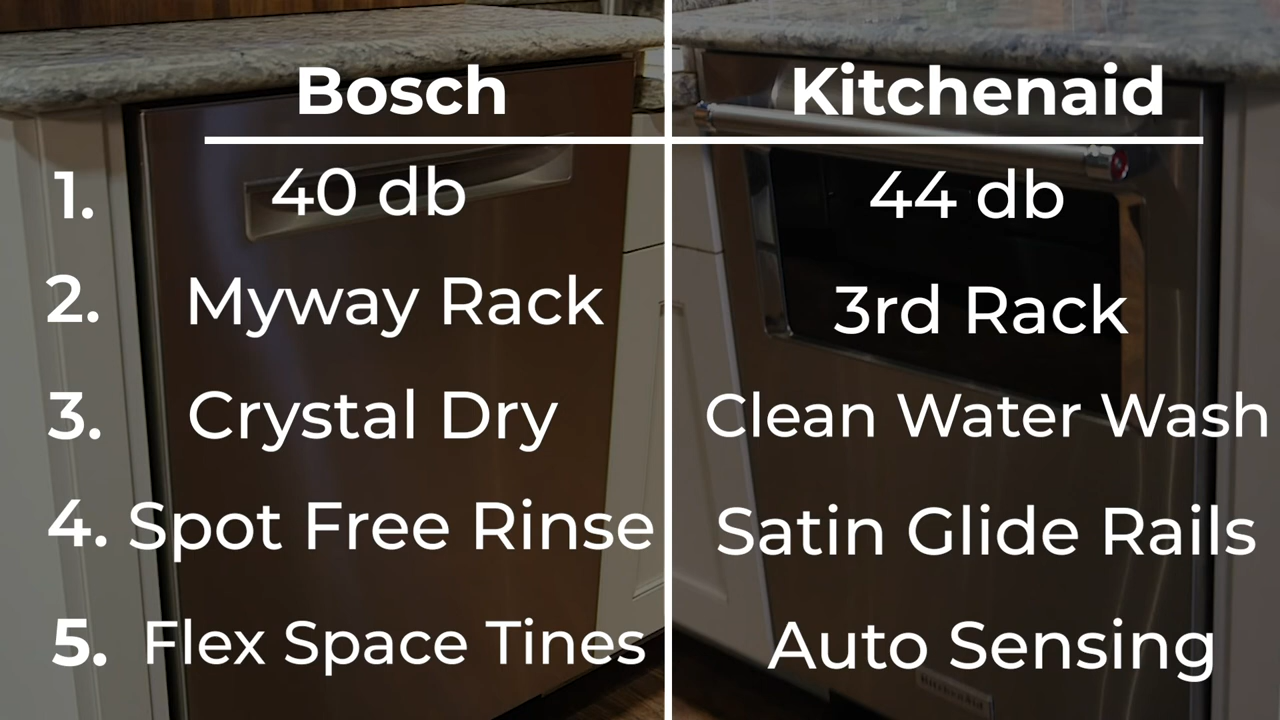 Bosch Kitchenaid
1. 40 db 44 db
2. Myway Rack 3rd Rack
3. Crystal Dry Clean Water Wash
4. Spot Free Rinse Satin Glide Rails
5. Flex Space Tines Auto Sensing
KitchenAid